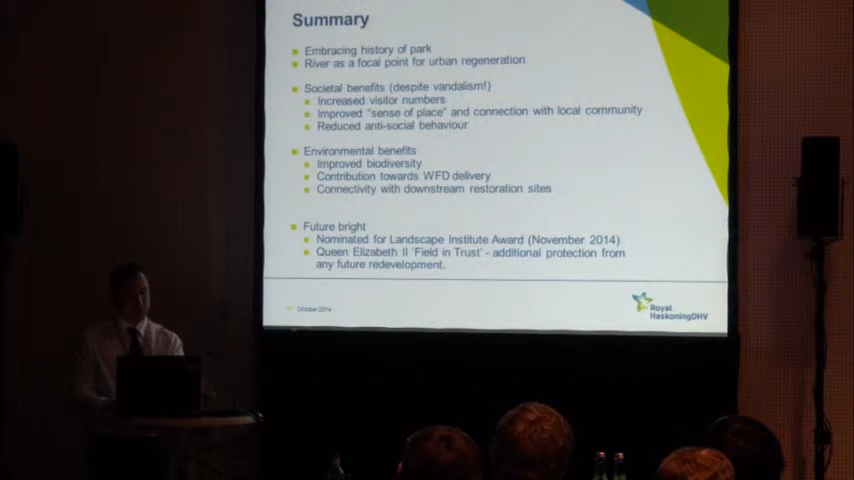 Summary
Embracing history of park
River as a focal point for urban regeneration
Societal benefits (despite vandalism!)
Increased visitor numbers
Improved "sense of place" and connection with local community
Reduced anti-social behaviour
Environmental benefits
Improved biodiversity
Contribution towards WFD delivery
Connectivity with downstream restoration sites
Future bright
Nominated for Landscape Institute Award (November 2014)
Queen Elizabeth II 'Field in Trust' - additional protection from
any future redevelopment.
October 2014
Royal
HaskoningDHV